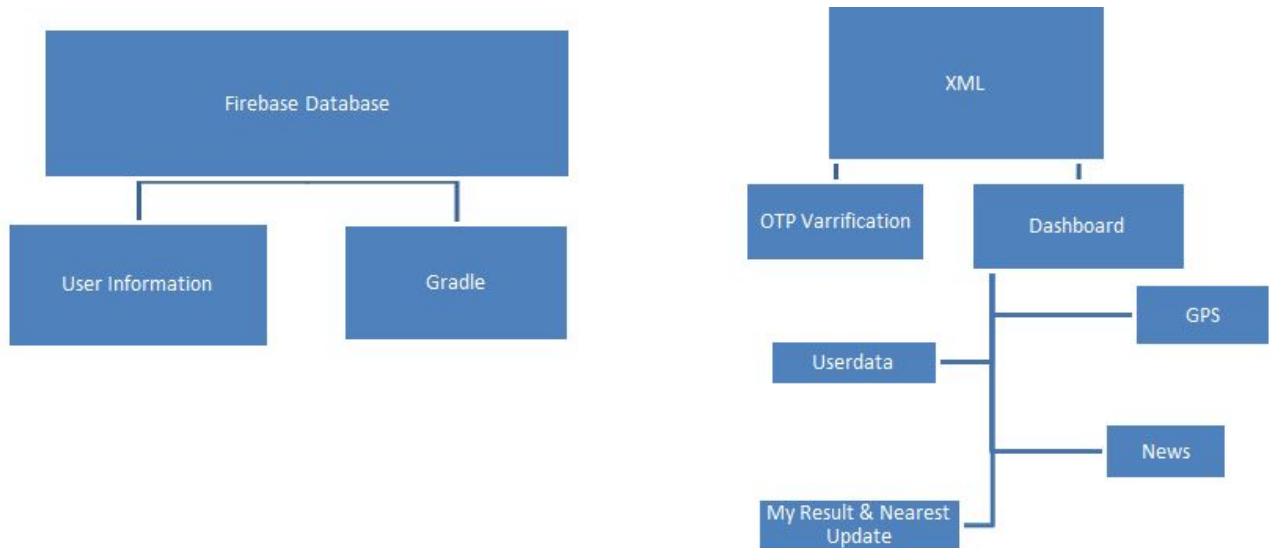 Firebase Database
User Information
Gradle
XML
OTP Varrification
Dashboard
GPS
Userdata
News
My Result & Nearest
Update